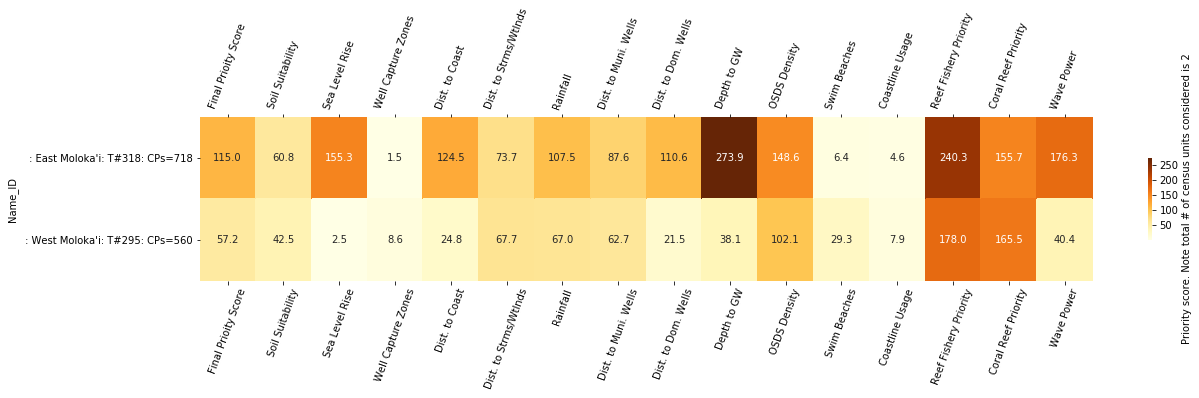 Final Prioity Score
Soil Suitability
Sea Level Rise
Well Capture Zones
Dist. to Coast
Dist. to Strms/Wtlnds
Rainfall
Dist. to Muni. Wells
Dist. to Dom. Wells
Depth to GW
OSDS Density
Swim Beaches
Coastline Usage
Reef Fishery Priority
Coral Reef Priority
Wave Power
Name_ID
: East Moloka'i: T#318: CPs=718
115.0 60.8 155.3 1.5 124.5 73.7 107.5 87.6 110.6 273.9 148.6 6.4 4.6 240.3 155.7 176.3
: West Moloka'i: T#295: CPs=560
57.2 42.5 2.5 8.6 24.8 67.7 67.0 62.7 21.5 38.1 102.1 29.3 7.9 178.0 165.5 40.4
Final Prioity Score
Soil Suitability
Sea Level Rise
Well Capture Zones
Dist. to Coast
Dist. to Strms/Wtlnds
Rainfall
Dist. to Muni. Wells
Dist. to Dom. Wells
Depth to GW
OSDS Density
Swim Beaches
Coastline Usage
Reef Fishery Priority
Coral Reef Priority
Wave Power
250
200
150
100
50
Priority score. Note total # of census units considered is 2